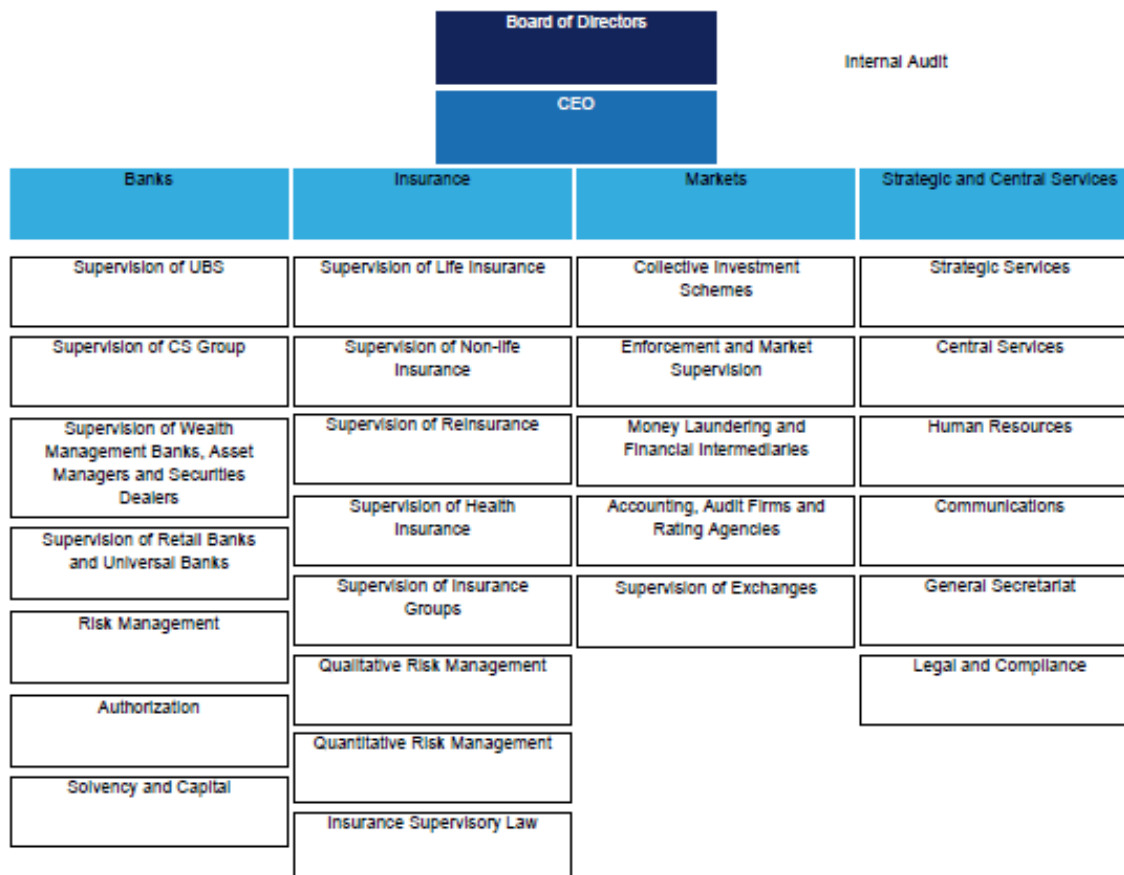 Board of Directors
Internal Audit
CEO
Banks
Insurance
Markets
Strategic and Central Services
Supervision of UBS
Supervision of CS Group
Supervision of Wealth
Management Banks, Asset
Managers and Securities
Dealers
Supervision of Retail Banks
and Universal Banks
Risk Management
Authorization
Solvency and Capital
Supervision of Life Insurance
Supervision of Non-life
Insurance
Supervision of Reinsurance
Supervision of Health
Insurance
Supervision of Insurance
Groups
Qualitative Risk Management
Quantitative Risk Management
Insurance Supervisory Law
Collective Investment
Schemes
Enforcement and Market
Supervision
Money Laundering and
Financial Intermediaries
Accounting, Audit Firms and
Rating Agencies
Supervision of Exchanges
Strategic Services
Central Services
Human Resources
Communications
General Secretariat
Legal and Compliance